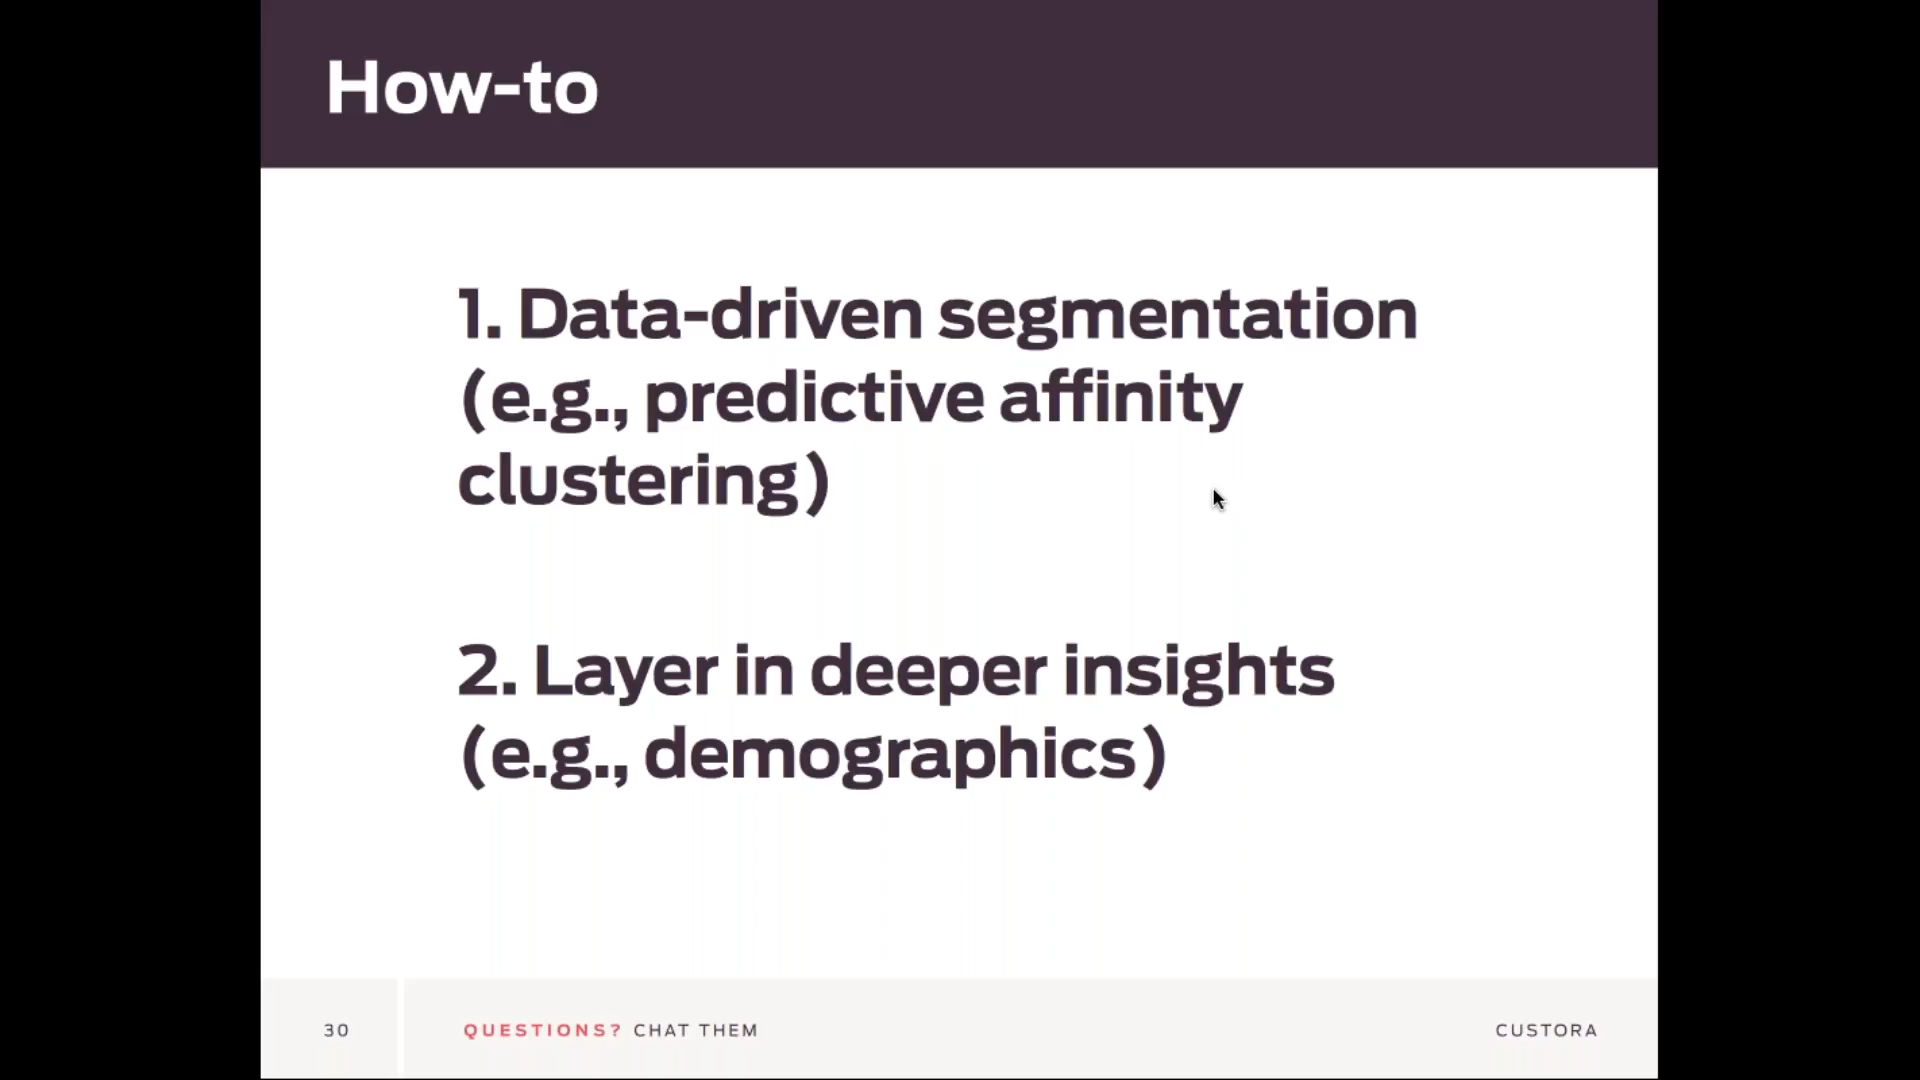 How-to
1. Data-driven segmentation
(e.g., predictive affinity
clustering)
2. Layer in deeper insights
(e.g., demographics)
30
QUESTIONS? CHAT THEM
CUSTORA